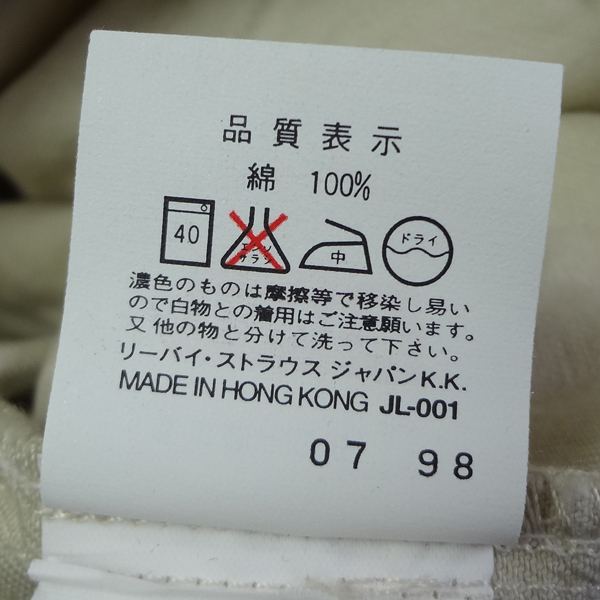 品質表示
綿 100%
40 エンソサラシ 中 ドライ
濃色のものは摩擦等で移染し易い
ので白物との着用はご注意願います。
又他の物と分けて洗って下さい。
リーバイ・ストラウス ジャパンK.K.
MADE IN HONG KONG JL-001
07 98